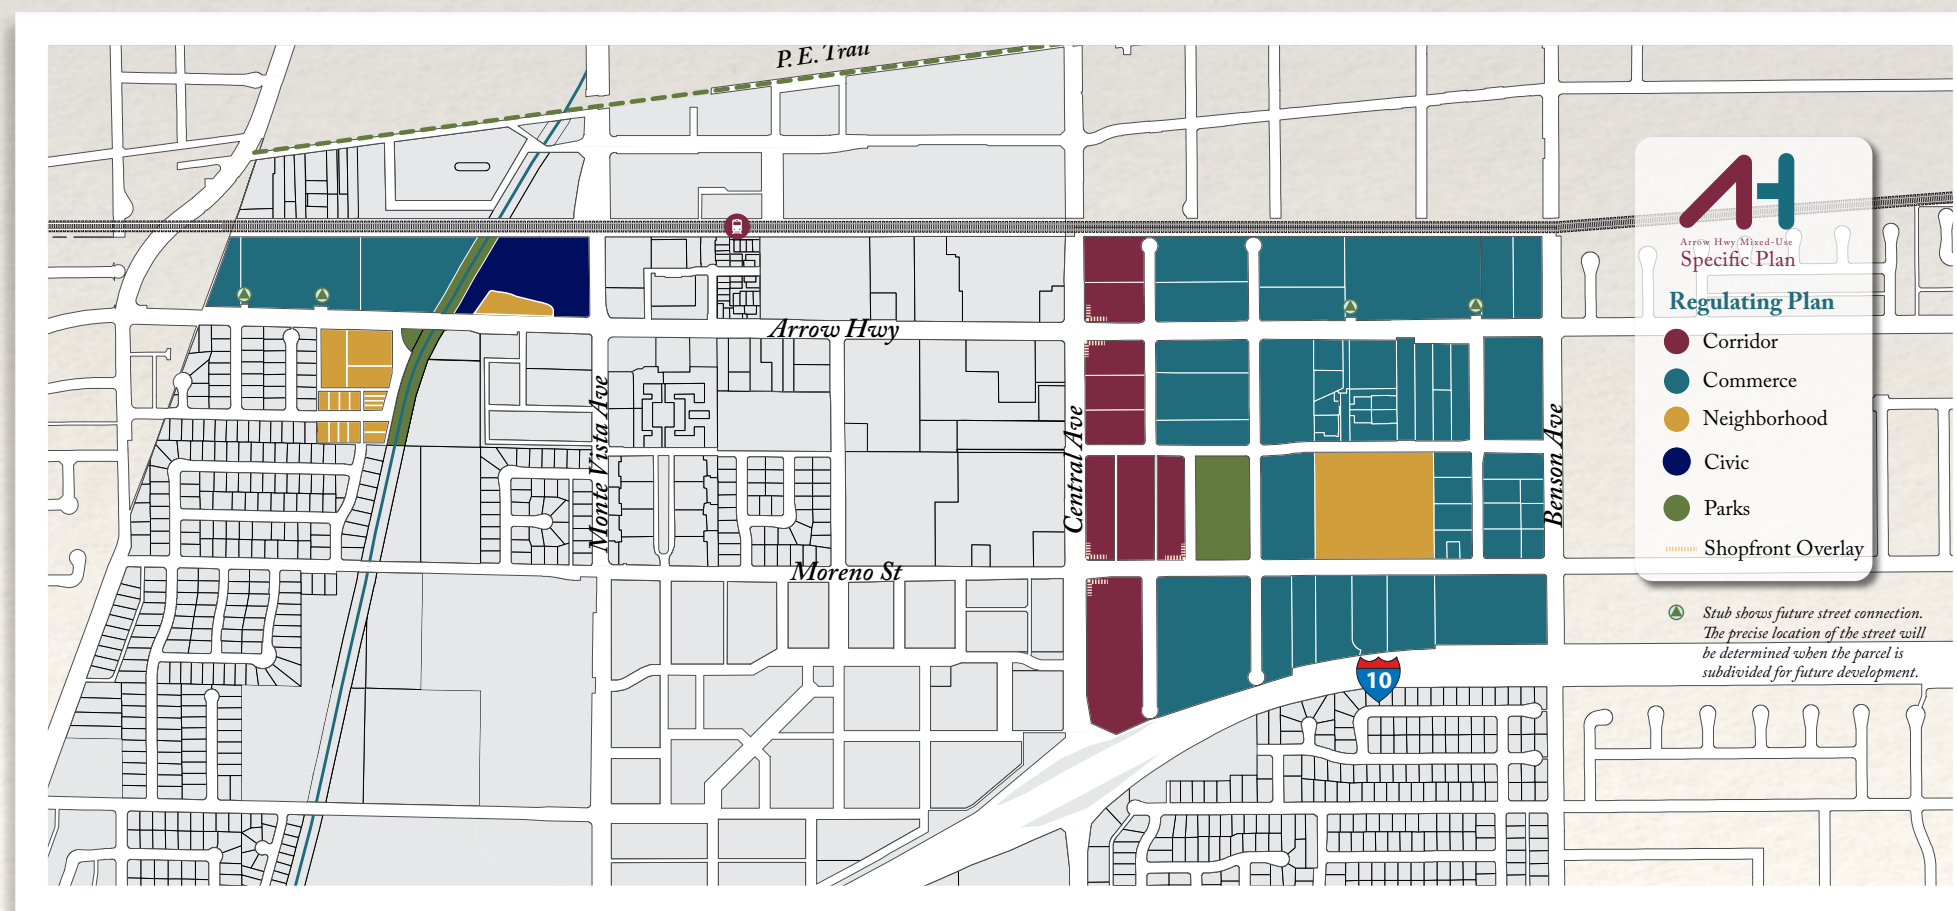 P. E. Trail
Arrow Hwy
Monte Vista Ave
Central Ave
Benson Ave
Moreno St
10
AH
Arrow Hwy Mixed-Use
Specific Plan
Regulating Plan
Corridor
Commerce
Neighborhood
Civic
Parks
Shopfront Overlay
Stub shows future street connection.
The precise location of the street will
be determined when the parcel is
subdivided for future development.